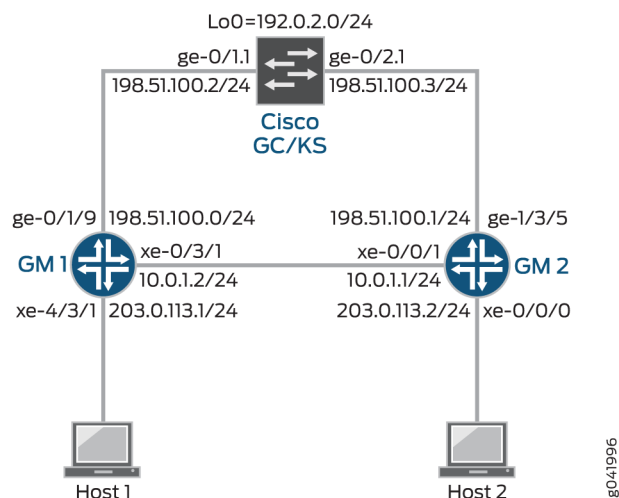 Lo0=192.0.2.0/24
ge-0/1.1
ge-0/2.1
198.51.100.2/24
198.51.100.3/24
Cisco
GC/KS
ge-0/1/9
198.51.100.0/24
198.51.100.1/24
ge-1/3/5
GM 1
xe-0/3/1
xe-0/0/1
GM 2
10.0.1.2/24
10.0.1.1/24
xe-4/3/1
203.0.113.1/24
203.0.113.2/24
xe-0/0/0
Host 1
Host 2
g041996